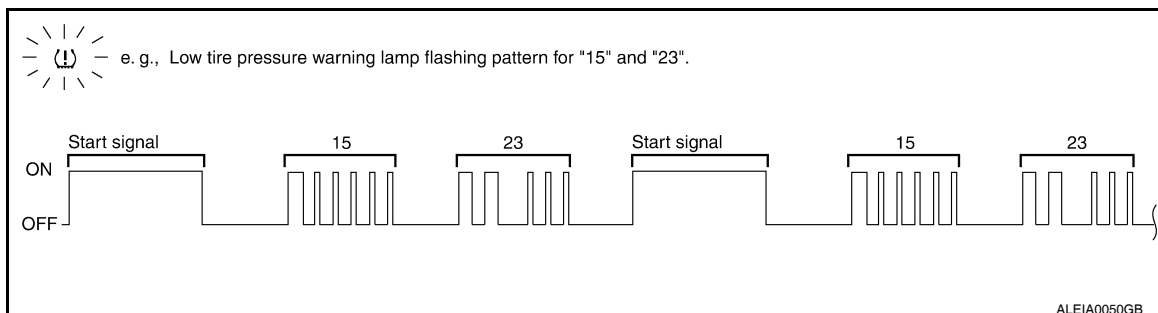 e. g., Low tire pressure warning lamp flashing pattern for "15" and "23".
Start signal 15 23 Start signal 15 23
ON
OFF
ALEIA0050GB